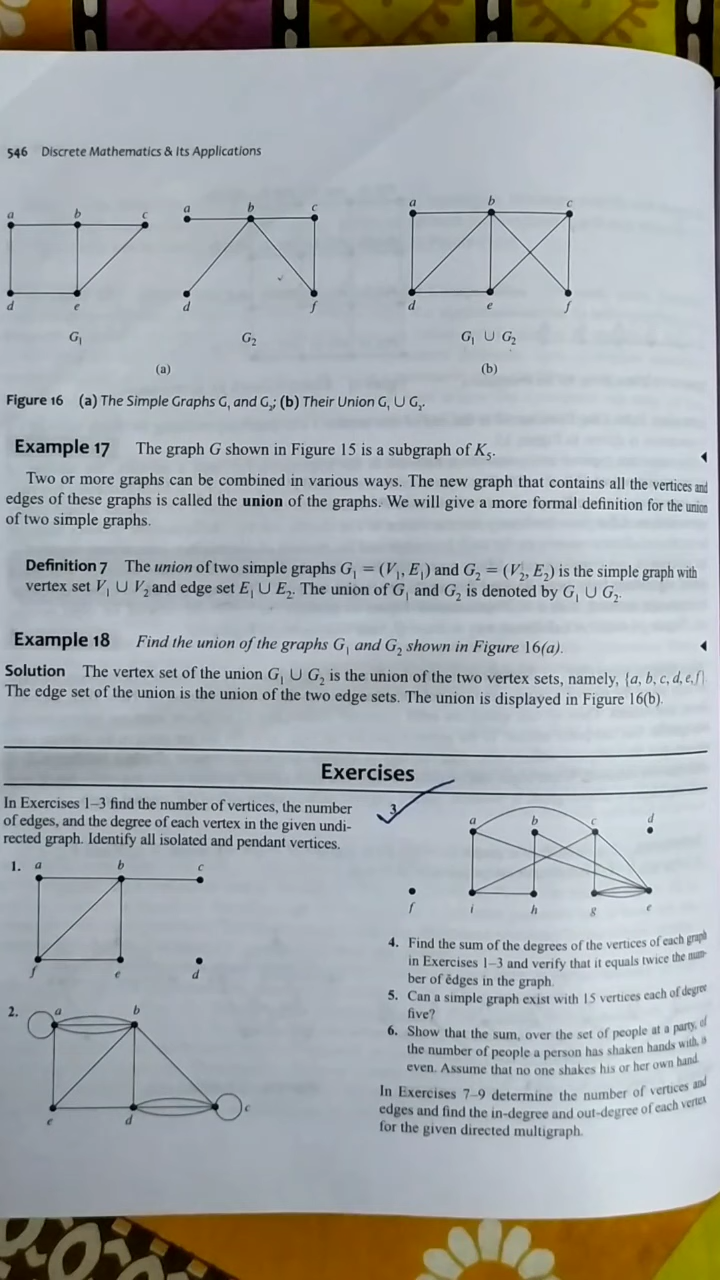 546 Discrete Mathematics & Its Applications
a b c a b c a b c
d e d f d e f
G₁ G₂ G₁ ∪ G₂
(a) (b)
Figure 16 (a) The Simple Graphs G₁ and G₂; (b) Their Union G₁ ∪ G₂.
Example 17 The graph G shown in Figure 15 is a subgraph of K₅.
Two or more graphs can be combined in various ways. The new graph that contains all the vertices and
edges of these graphs is called the union of the graphs. We will give a more formal definition for the union
of two simple graphs.
Definition 7 The union of two simple graphs G₁ = (V₁, E₁) and G₂ = (V₂, E₂) is the simple graph with
vertex set V₁ ∪ V₂ and edge set E₁ ∪ E₂. The union of G₁ and G₂ is denoted by G₁ ∪ G₂.
Example 18 Find the union of the graphs G₁ and G₂ shown in Figure 16(a).
Solution The vertex set of the union G₁ ∪ G₂ is the union of the two vertex sets, namely, {a, b, c, d, e, f}.
The edge set of the union is the union of the two edge sets. The union is displayed in Figure 16(b).
Exercises
In Exercises 1–3 find the number of vertices, the number
of edges, and the degree of each vertex in the given undi-
rected graph. Identify all isolated and pendant vertices.
1. a b c
f e d
2. a b
e d c
3.
a b c d
f i h g e
4. Find the sum of the degrees of the vertices of each graph
in Exercises 1–3 and verify that it equals twice the num-
ber of edges in the graph.
5. Can a simple graph exist with 15 vertices each of degree
five?
6. Show that the sum, over the set of people at a party, of
the number of people a person has shaken hands with, is
even. Assume that no one shakes his or her own hand.
In Exercises 7–9 determine the number of vertices and
edges and find the in-degree and out-degree of each vertex
for the given directed multigraph.